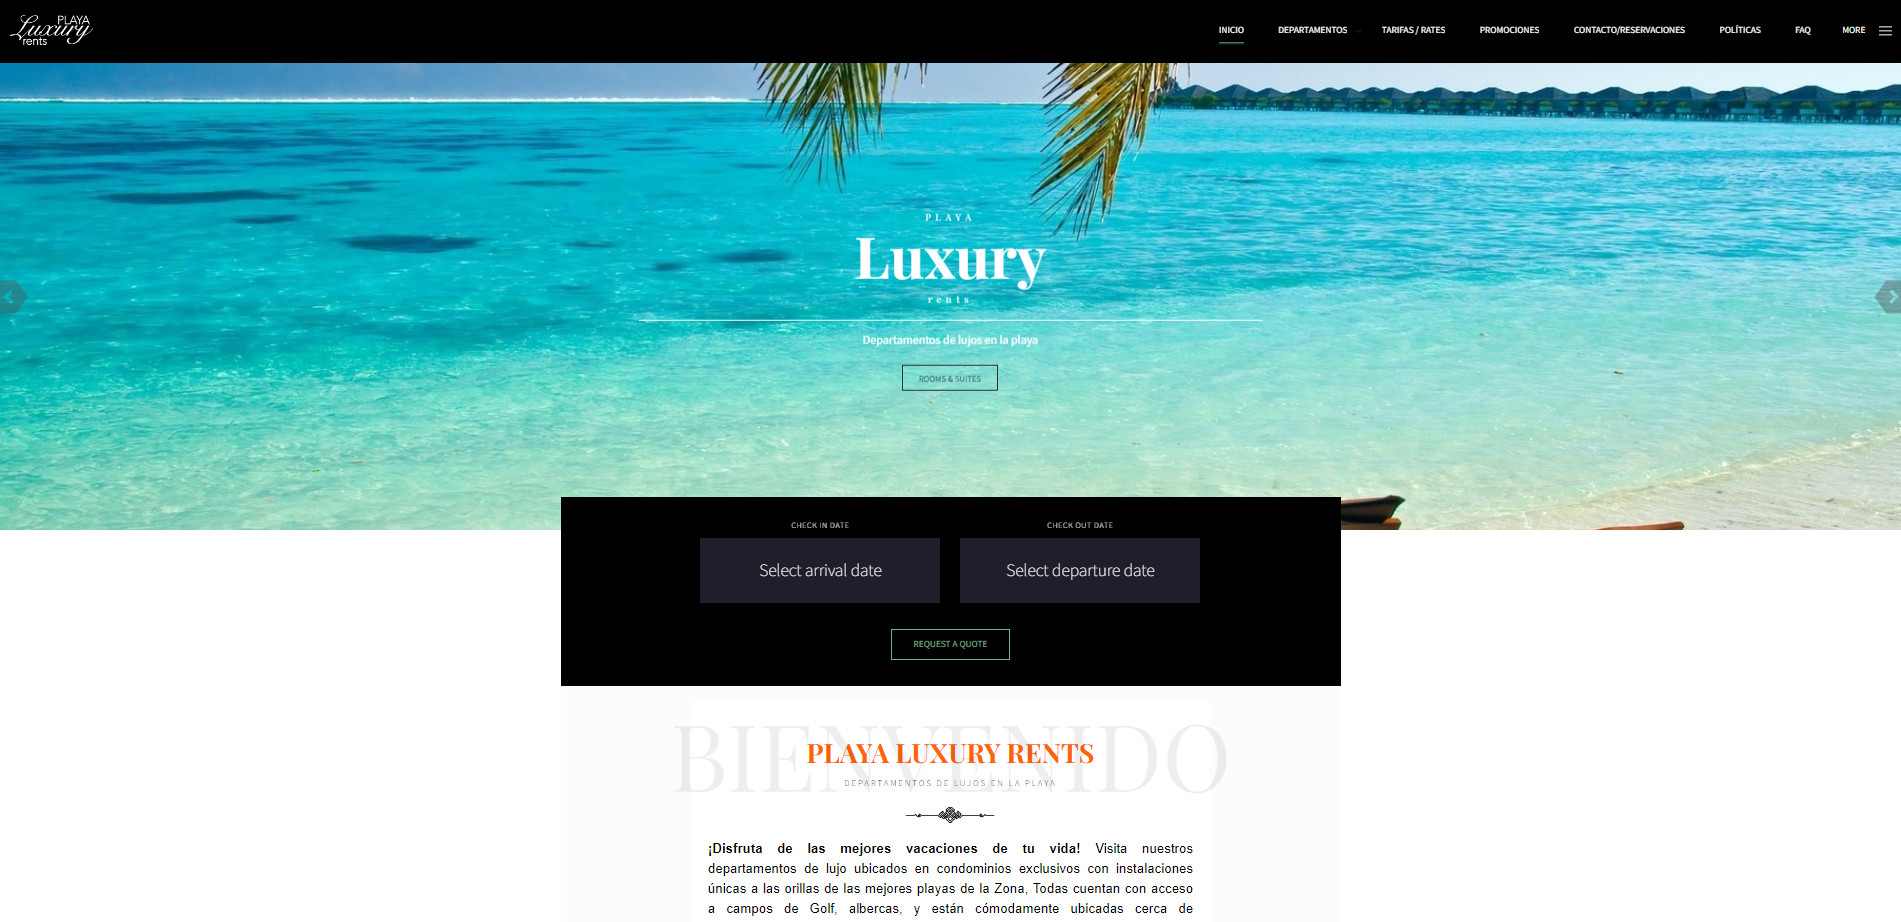 PLAYA
Luxury
rents
INICIO
DEPARTAMENTOS
TARIFAS / RATES
PROMOCIONES
CONTACTO/RESERVACIONES
POLÍTICAS
FAQ
MORE
PLAYA
Luxury
rents
Departamentos de lujos en la playa
ROOMS & SUITES
CHECK IN DATE
CHECK OUT DATE
Select arrival date
Select departure date
REQUEST A QUOTE
BIENVENIDO
PLAYA LUXURY RENTS
DEPARTAMENTOS DE LUJOS EN LA PLAYA
¡Disfruta de las mejores vacaciones de tu vida! Visita nuestros
departamentos de lujo ubicados en condominios exclusivos con instalaciones
únicas a las orillas de las mejores playas de la Zona, Todas cuentan con acceso
a campos de Golf, albercas, y están cómodamente ubicadas cerca de